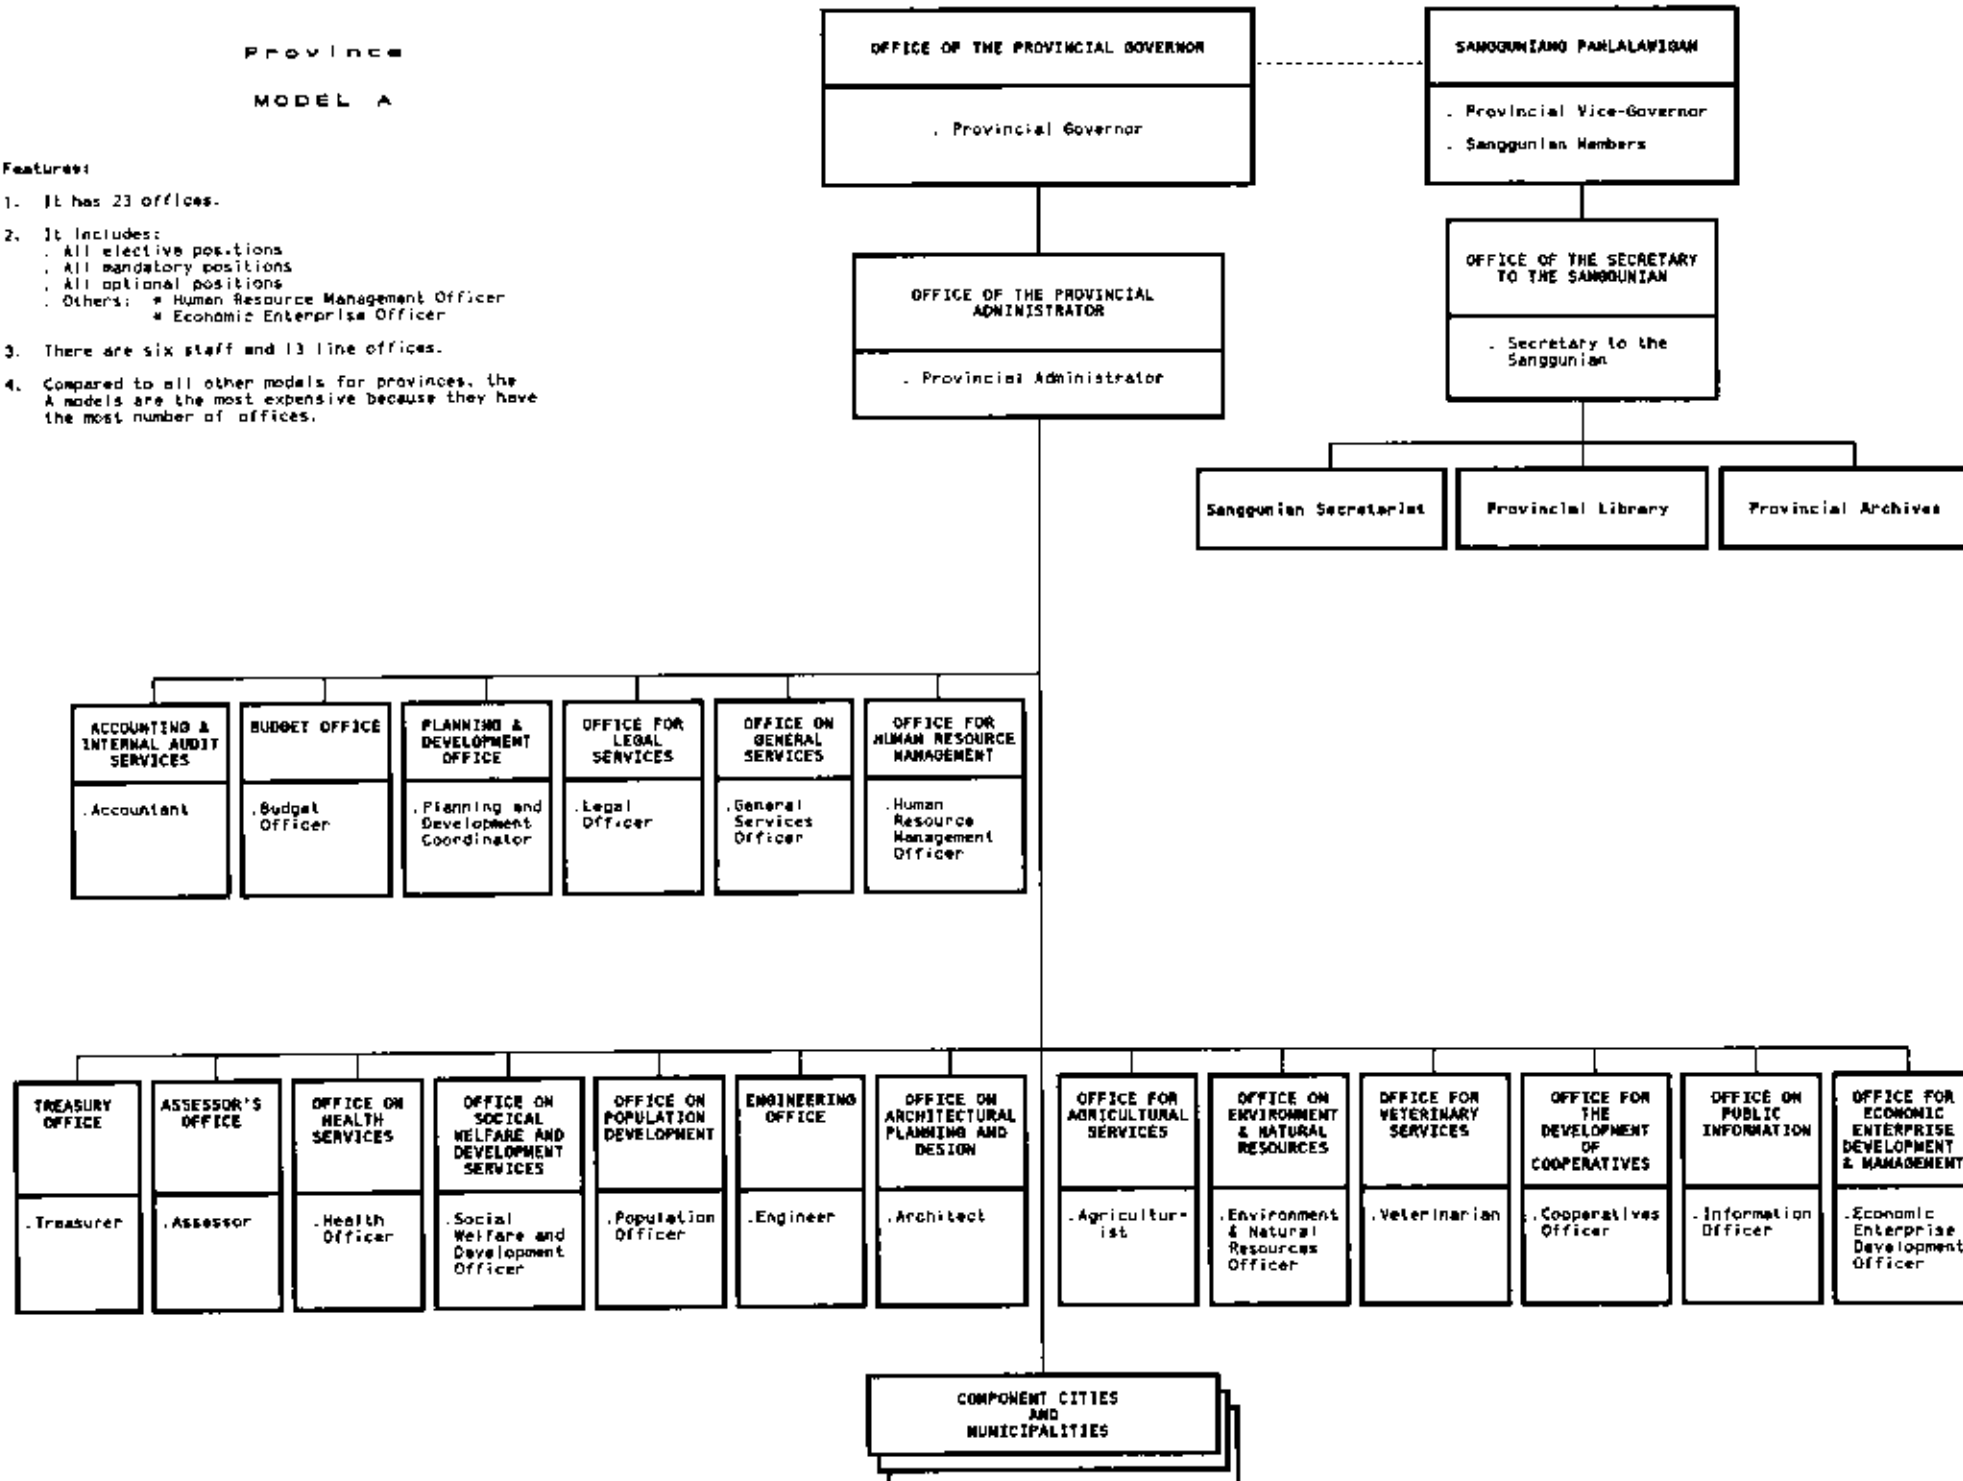 Province
MODEL A
Features:
1. It has 23 offices.
2. It includes:
. All elective positions
. All mandatory positions
. All optional positions
. Others: * Human Resource Management Officer
* Economic Enterprise Officer
3. There are six staff and 13 line offices.
4. Compared to all other models for provinces, the
A models are the most expensive because they have
the most number of offices.
OFFICE OF THE PROVINCIAL GOVERNOR
. Provincial Governor
SANGGUNIANG PANLALAWIGAN
. Provincial Vice-Governor
. Sanggunian Members
OFFICE OF THE PROVINCIAL
ADMINISTRATOR
. Provincial Administrator
OFFICE OF THE SECRETARY
TO THE SANGGUNIAN
. Secretary to the
Sanggunian
Sanggunian Secretariat
Provincial Library
Provincial Archives
ACCOUNTING &
INTERNAL AUDIT
SERVICES
.Accountant
BUDGET OFFICE
.Budget
Officer
PLANNING &
DEVELOPMENT
OFFICE
.Planning and
Development
Coordinator
OFFICE FOR
LEGAL
SERVICES
.Legal
Officer
OFFICE ON
GENERAL
SERVICES
.General
Services
Officer
OFFICE FOR
HUMAN RESOURCE
MANAGEMENT
.Human
Resource
Management
Officer
TREASURY
OFFICE
.Treasurer
ASSESSOR'S
OFFICE
.Assessor
OFFICE ON
HEALTH
SERVICES
.Health
Officer
OFFICE ON
SOCICAL
WELFARE AND
DEVELOPMENT
SERVICES
.Social
Welfare and
Development
Officer
OFFICE ON
POPULATION
DEVELOPMENT
.Population
Officer
ENGINEERING
OFFICE
.Engineer
OFFICE ON
ARCHITECTURAL
PLANNING AND
DESIGN
.Architect
OFFICE FOR
AGRICULTURAL
SERVICES
.Agricultur-
ist
OFFICE ON
ENVIRONMENT
& NATURAL
RESOURCES
.Environment
& Natural
Resources
Officer
OFFICE FOR
VETERINARY
SERVICES
.Veterinarian
OFFICE FOR
THE
DEVELOPMENT
OF
COOPERATIVES
.Cooperatives
Officer
OFFICE ON
PUBLIC
INFORMATION
.Information
Officer
OFFICE FOR
ECONOMIC
ENTERPRISE
DEVELOPMENT
& MANAGEMENT
.Economic
Enterprise
Development
Officer
COMPONENT CITIES
AND
MUNICIPALITIES